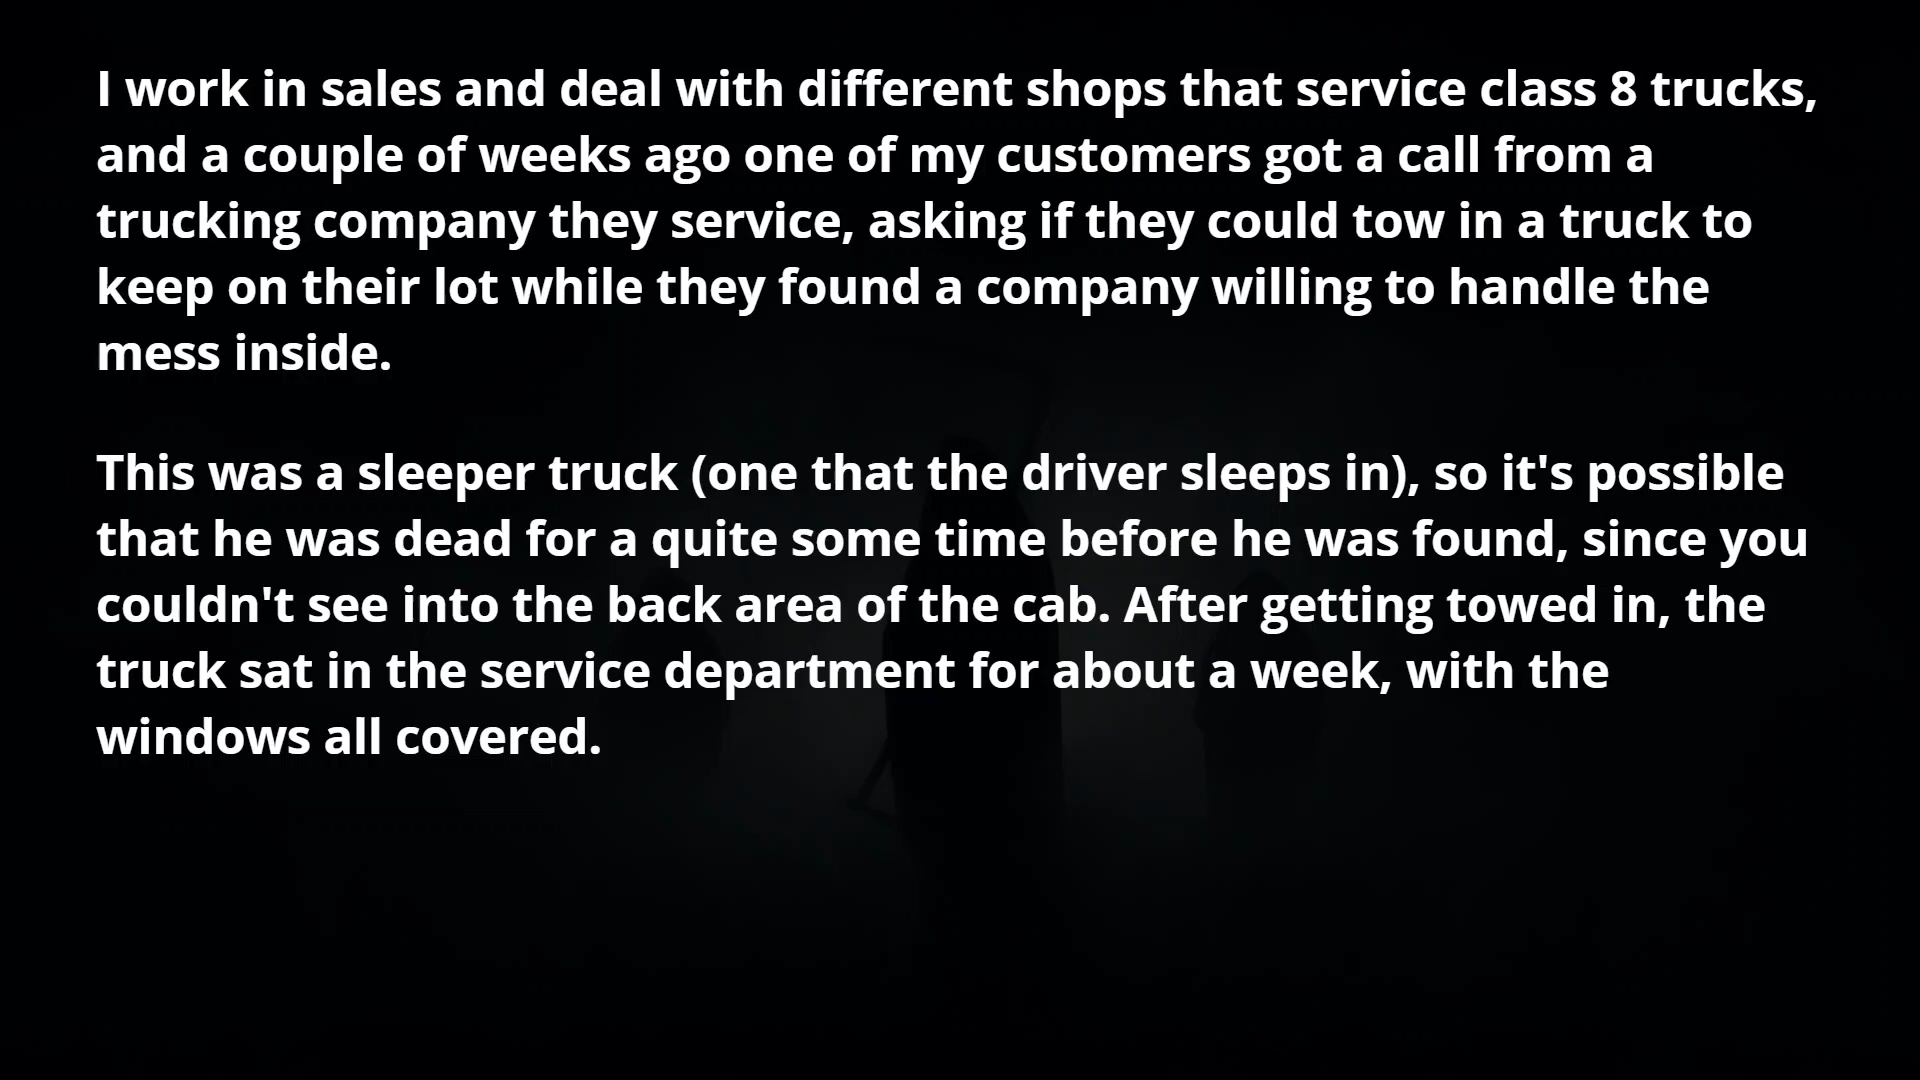 I work in sales and deal with different shops that service class 8 trucks,
and a couple of weeks ago one of my customers got a call from a
trucking company they service, asking if they could tow in a truck to
keep on their lot while they found a company willing to handle the
mess inside.
This was a sleeper truck (one that the driver sleeps in), so it's possible
that he was dead for a quite some time before he was found, since you
couldn't see into the back area of the cab. After getting towed in, the
truck sat in the service department for about a week, with the
windows all covered.